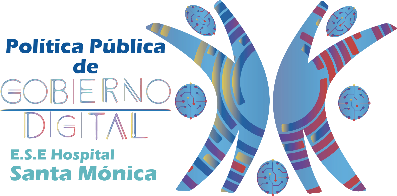 Política Pública
de
GOBIERNO
DIGITAL
E.S.E Hospital
Santa Mónica